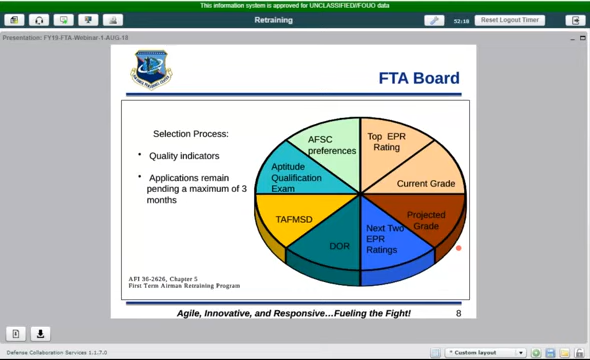 This information system is approved for UNCLASSIFIED//FOUO data
Retraining
52:18
Reset Logout Timer
Presentation: FY19-FTA-Webinar-1-AUG-18
FTA Board
Selection Process:
• Quality indicators
• Applications remain
pending a maximum of 3
months
AFSC
preferences
Top EPR
Rating
Aptitude
Qualification
Exam
Current Grade
TAFMSD
Projected
Grade
DOR
Next Two
EPR
Ratings
AFI 36-2626, Chapter 5
First Term Airman Retraining Program
Agile, Innovative, and Responsive…Fueling the Fight!
8
Defense Collaboration Services 1.1.7.0
* Custom layout